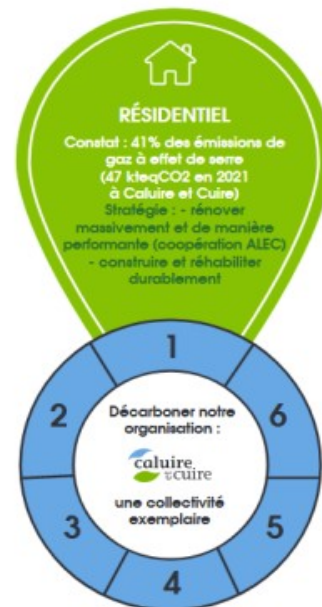 RÉSIDENTIEL
Constat : 41% des émissions de
gaz à effet de serre
(47 kteqCO2 en 2021
à Caluire et Cuire)
Stratégie : - rénover
massivement et de manière
performante (coopération ALEC)
- construire et réhabiliter
durablement
1
2
6
Décarboner notre
organisation :
caluire
et cuire
une collectivité
exemplaire
3
5
4